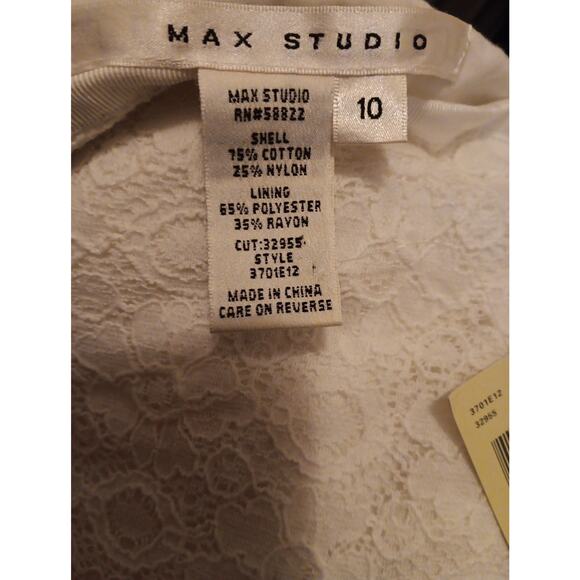 MAX STUDIO
10
MAX STUDIO
RN#58822
SHELL
75% COTTON
25% NYLON
LINING
65% POLYESTER
35% RAYON
CUT:32955
STYLE
3701E12
MADE IN CHINA
CARE ON REVERSE
3701E12
32955